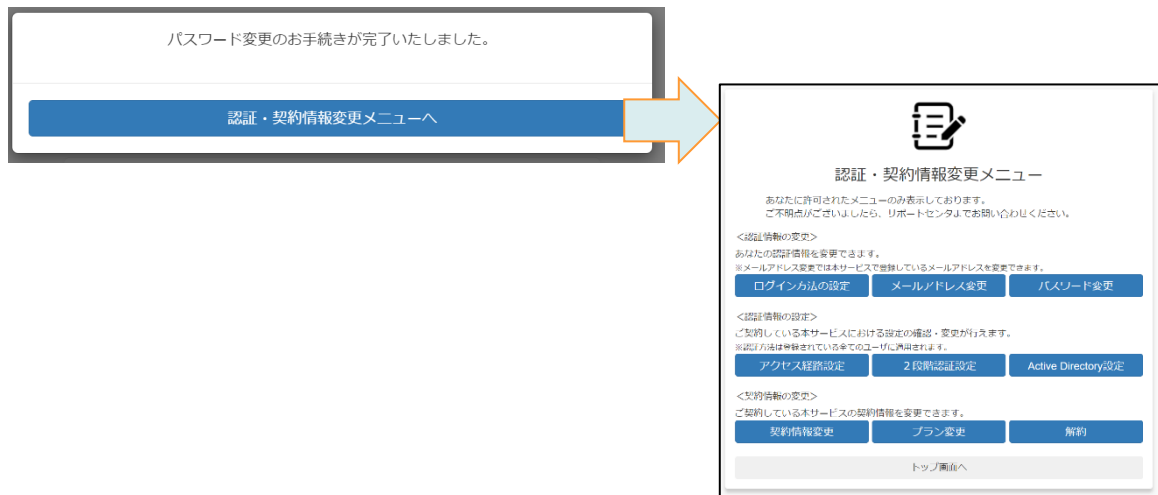 パスワード変更のお手続きが完了いたしました。
認証・契約情報変更メニューへ
認証・契約情報変更メニュー
あなたに許可されたメニューのみ表示しております。
ご不明点がございましたら、サポートセンタまでお問い合わせください。
<認証情報の変更>
あなたの認証情報を変更できます。
※メールアドレス変更では本サービスで登録しているメールアドレスを変更できます。
ログイン方法の設定 メールアドレス変更 パスワード変更
<認証情報の設定>
ご契約している本サービスにおける設定の確認・変更が行えます。
※認証方法は登録されている全てのユーザに適用されます。
アクセス経路設定 2段階認証設定 Active Directory設定
<契約情報の変更>
ご契約している本サービスの契約情報を変更できます。
契約情報変更 プラン変更 解約
トップ画面へ